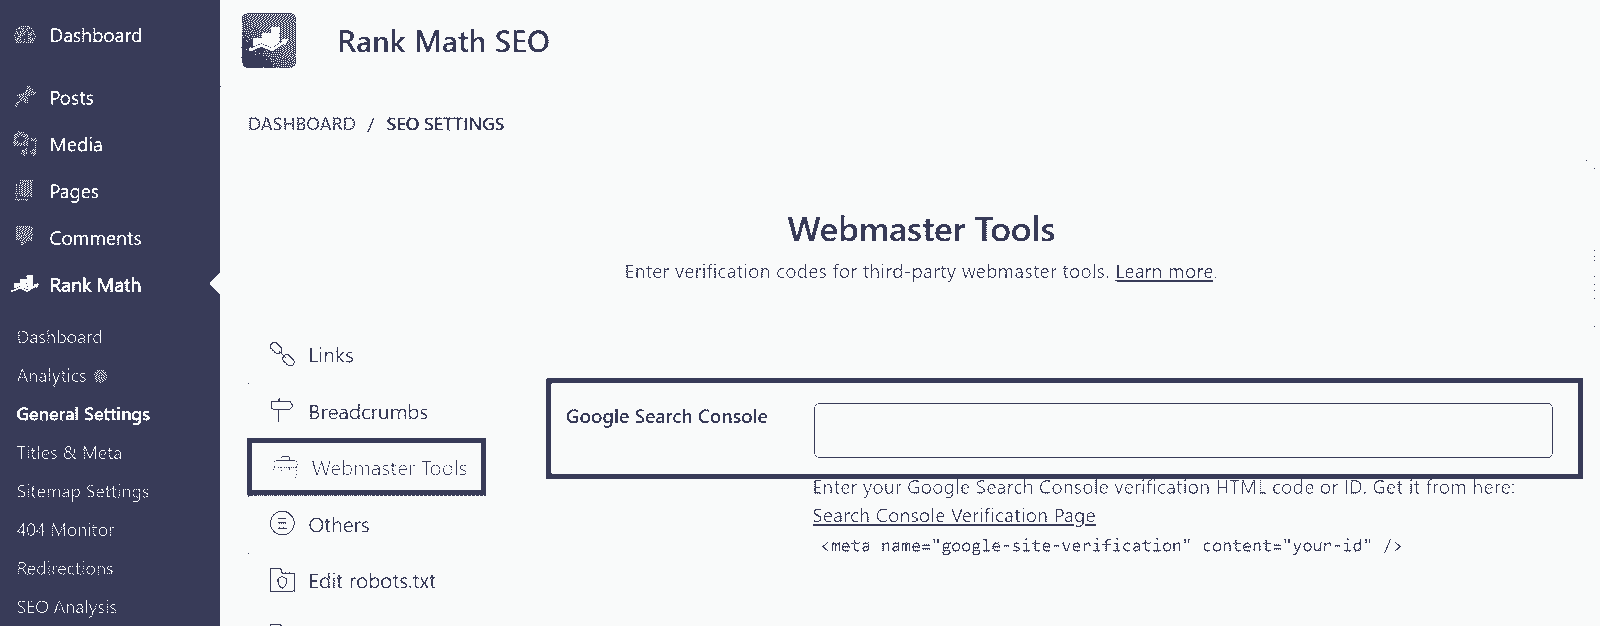 Dashboard
Posts
Media
Pages
Comments
Rank Math
Dashboard
Analytics
General Settings
Titles & Meta
Sitemap Settings
404 Monitor
Redirections
SEO Analysis
Rank Math SEO
DASHBOARD / SEO SETTINGS
Webmaster Tools
Enter verification codes for third-party webmaster tools. Learn more.
Links
Breadcrumbs
Webmaster Tools
Others
Edit robots.txt
Google Search Console
Enter your Google Search Console verification HTML code or ID. Get it from here:
Search Console Verification Page
<meta name="google-site-verification" content="your-id" />